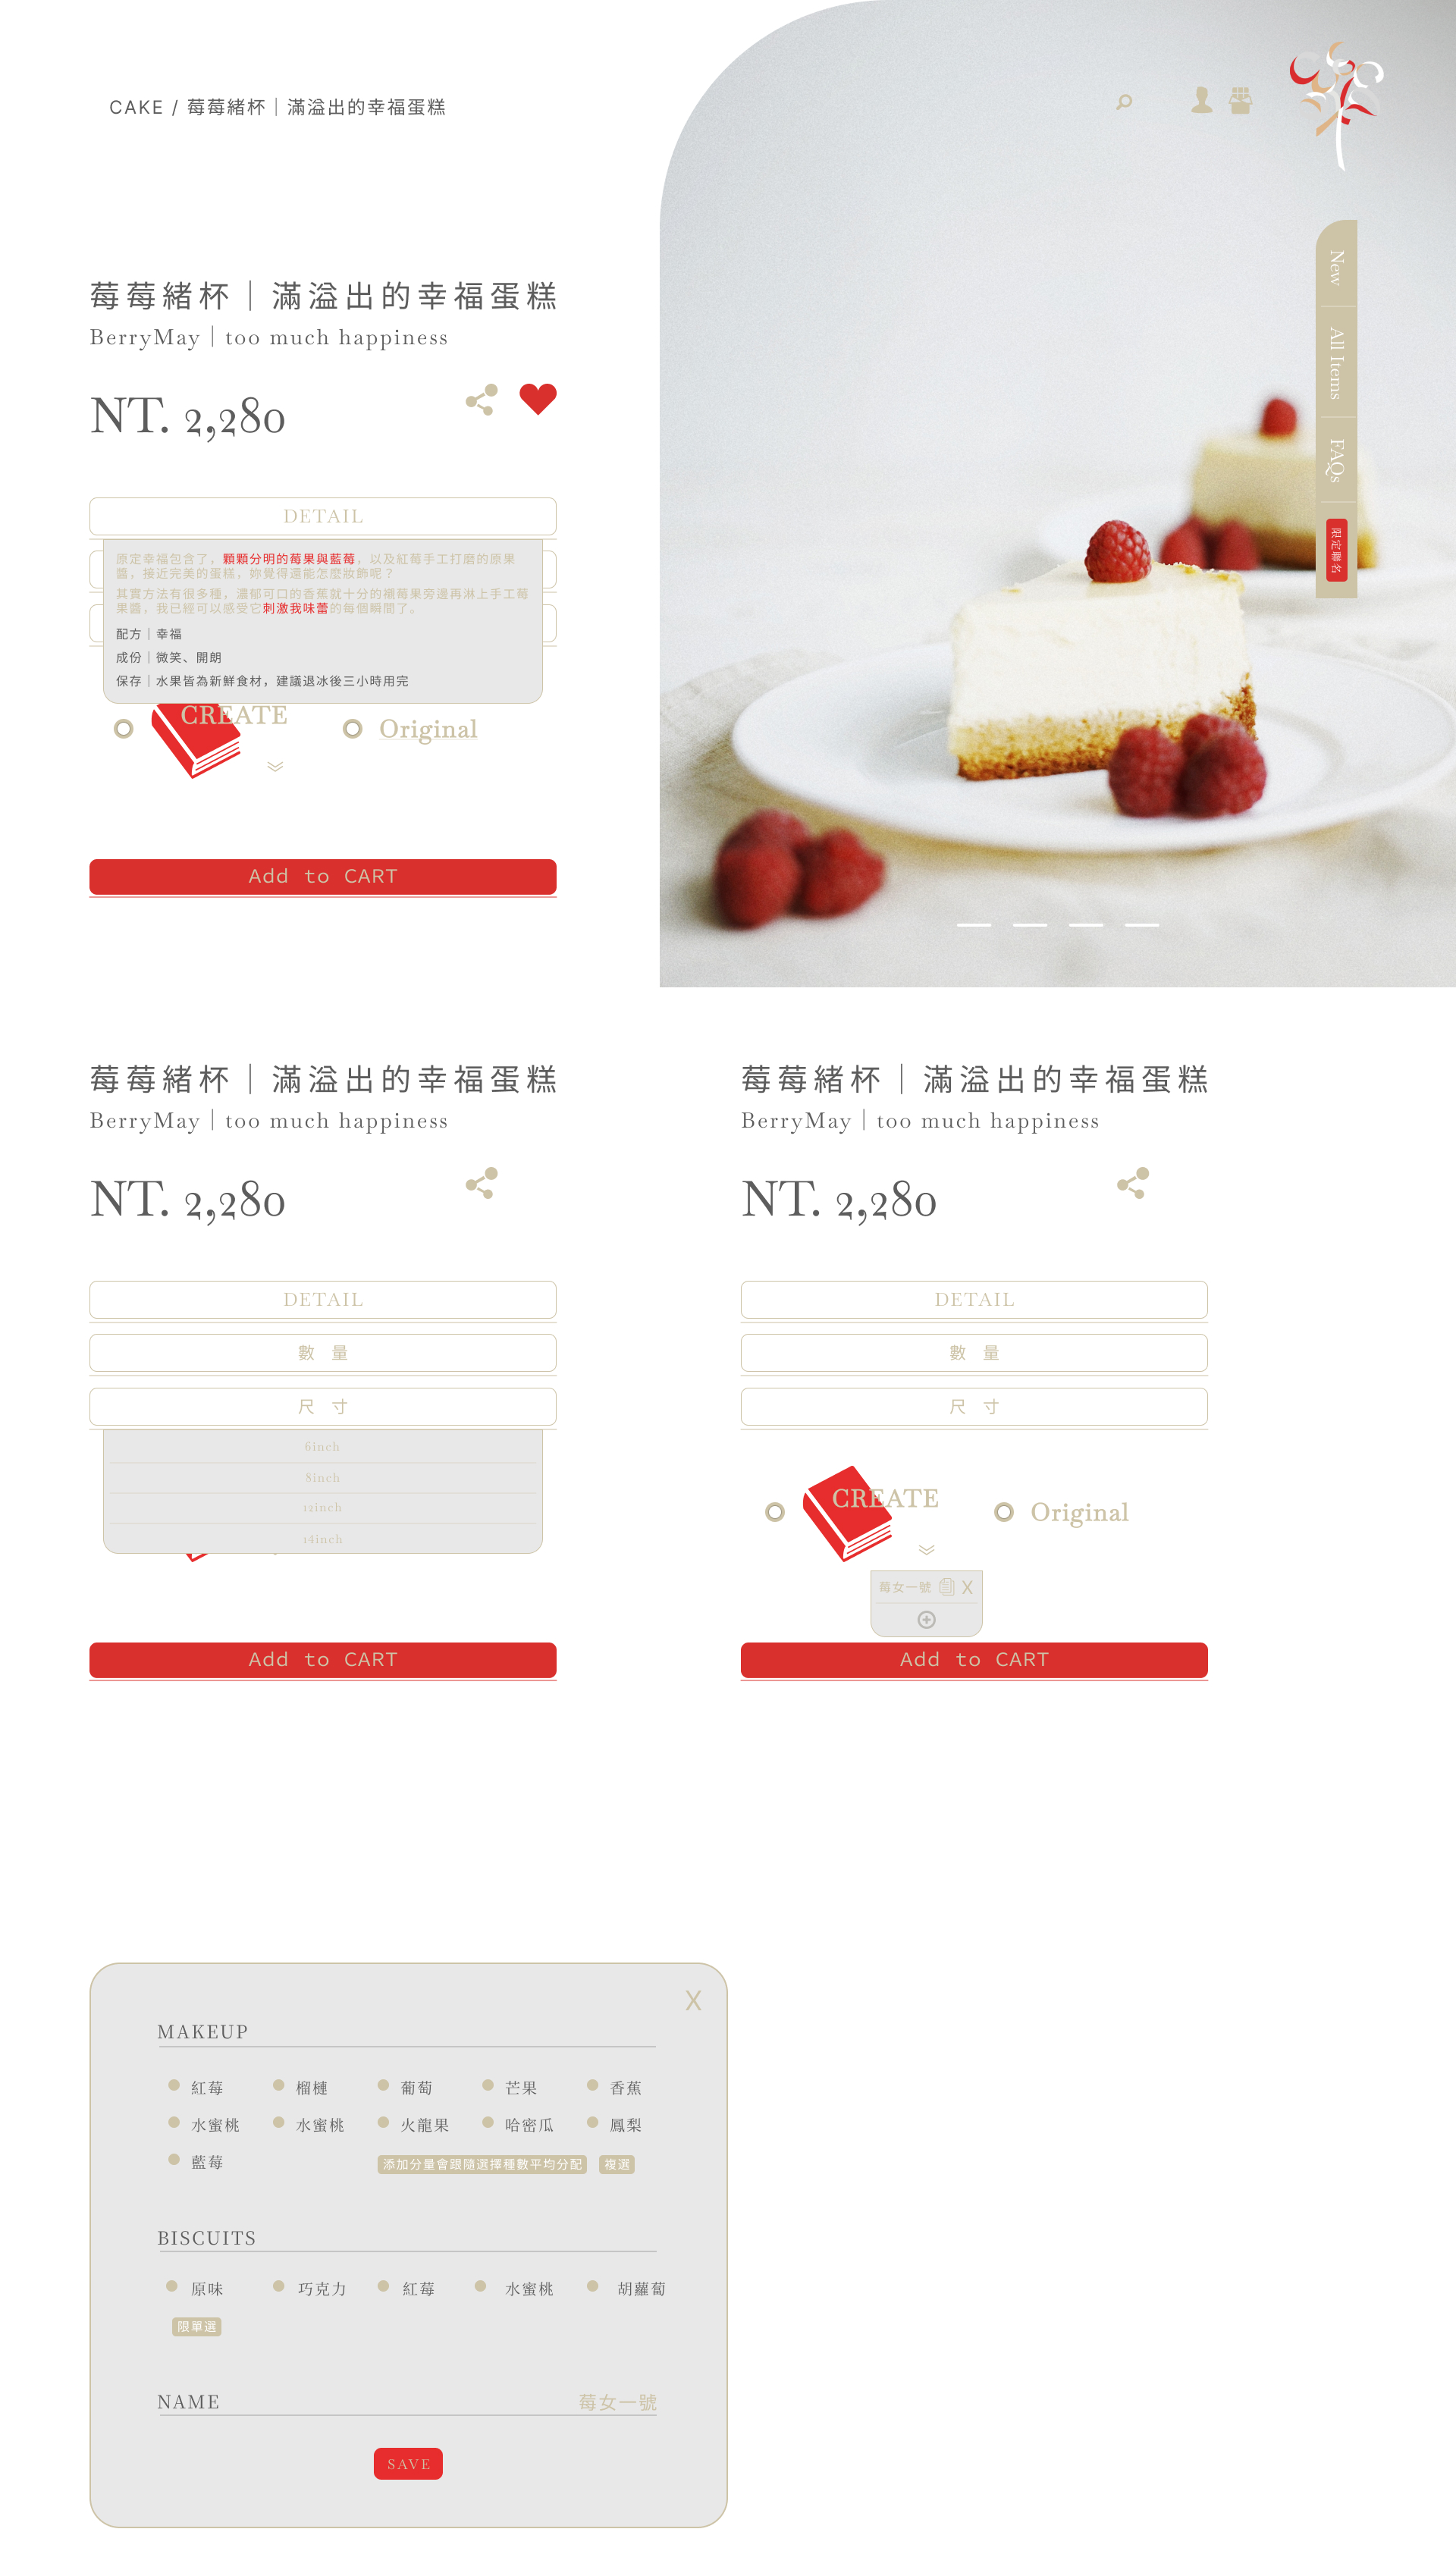 CAKE / 莓莓緒杯｜滿溢出的幸福蛋糕
New
All Items
FAQs
限定聯名
莓莓緒杯｜滿溢出的幸福蛋糕
BerryMay｜too much happiness
NT. 2,280
DETAIL
原定幸福包含了，顆顆分明的莓果與藍莓，以及紅莓手工打磨的原果
醬，接近完美的蛋糕，妳覺得還能怎麼妝飾呢？
其實方法有很多種，濃郁可口的香蕉就十分的襯莓果旁邊再淋上手工莓
果醬，我已經可以感受它刺激我味蕾的每個瞬間了。
配方｜幸福
成份｜微笑、開朗
保存｜水果皆為新鮮食材，建議退冰後三小時用完
CREATE
Original
Add to CART
莓莓緒杯｜滿溢出的幸福蛋糕
BerryMay｜too much happiness
NT. 2,280
DETAIL
數 量
尺 寸
6inch
8inch
12inch
14inch
Add to CART
莓莓緒杯｜滿溢出的幸福蛋糕
BerryMay｜too much happiness
NT. 2,280
DETAIL
數 量
尺 寸
CREATE
Original
莓女一號 X
Add to CART
X
MAKEUP
紅莓 榴槤 葡萄 芒果 香蕉
水蜜桃 水蜜桃 火龍果 哈密瓜 鳳梨
藍莓 添加分量會跟隨選擇種數平均分配 複選
BISCUITS
原味 巧克力 紅莓 水蜜桃 胡蘿蔔
限單選
NAME 莓女一號
SAVE